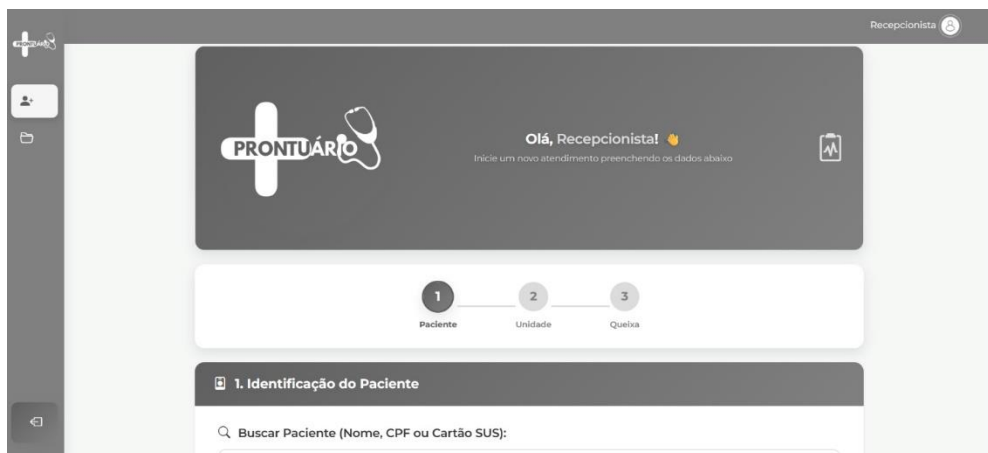 Recepcionista
PRONTUÁRIO
PRONTUÁRIO
Olá, Recepcionista! 👋
Inicie um novo atendimento preenchendo os dados abaixo
1
2
3
Paciente
Unidade
Queixa
1. Identificação do Paciente
Buscar Paciente (Nome, CPF ou Cartão SUS):